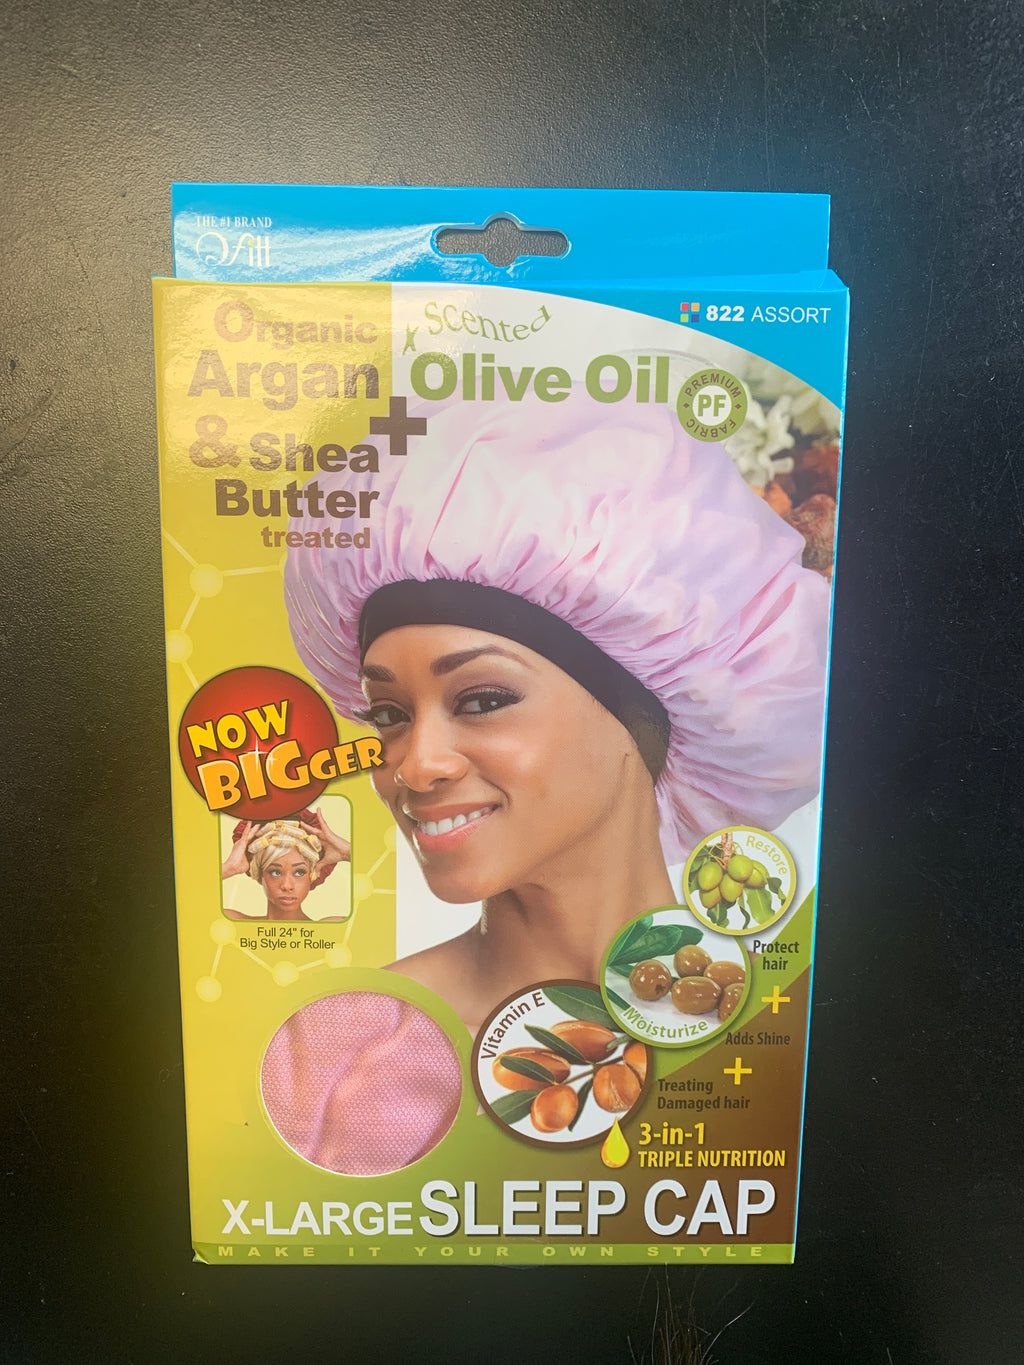 THE #1 BRAND
Qfitt
822 ASSORT
Organic
Argan
& Shea
Butter
treated
+
Scented
Olive Oil
PREMIUM
PF
FABRIC
NOW
BIGGER
Full 24" for
Big Style or Roller
Restore
Protect
hair
+
Moisturize
Adds Shine
+
Vitamin E
Treating
Damaged hair
3-in-1
TRIPLE NUTRITION
X-LARGE SLEEP CAP
MAKE IT YOUR OWN STYLE